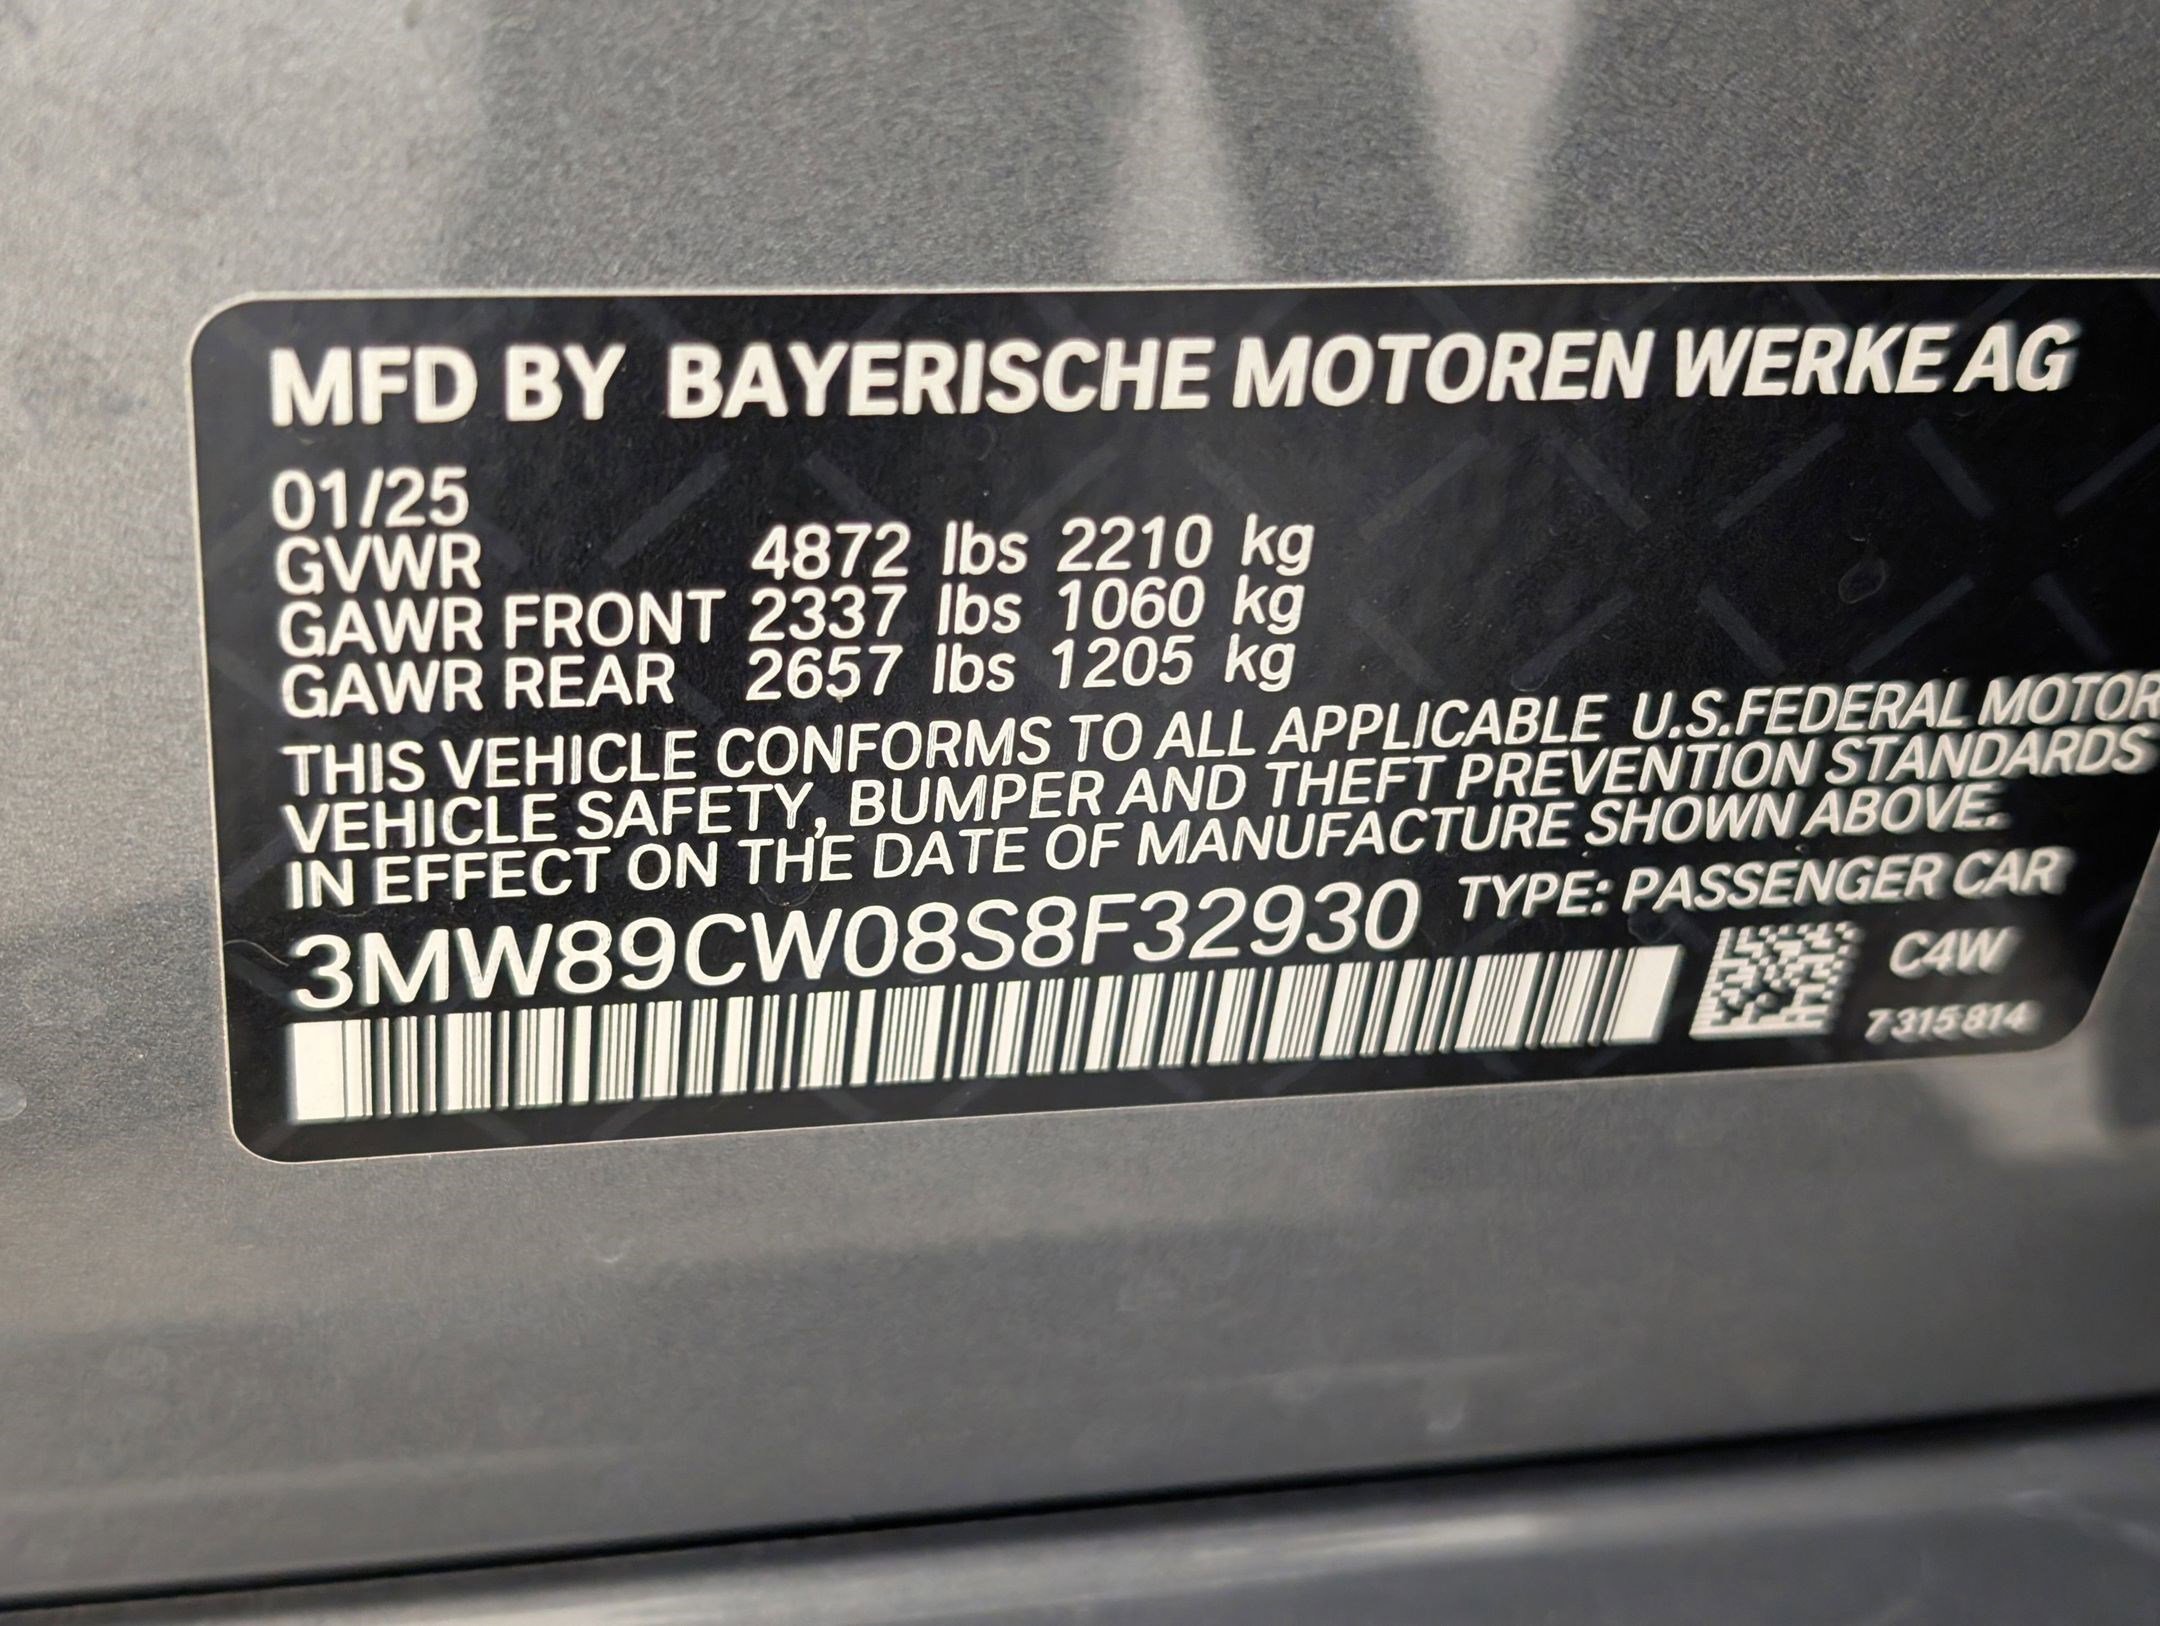 MFD BY BAYERISCHE MOTOREN WERKE AG
01/25
GVWR 4872 lbs 2210 kg
GAWR FRONT 2337 lbs 1060 kg
GAWR REAR 2657 lbs 1205 kg
THIS VEHICLE CONFORMS TO ALL APPLICABLE U.S.FEDERAL MOTOR
VEHICLE SAFETY, BUMPER AND THEFT PREVENTION STANDARDS
IN EFFECT ON THE DATE OF MANUFACTURE SHOWN ABOVE.
3MW89CW08S8F32930 TYPE: PASSENGER CAR
C4W
7 315 814